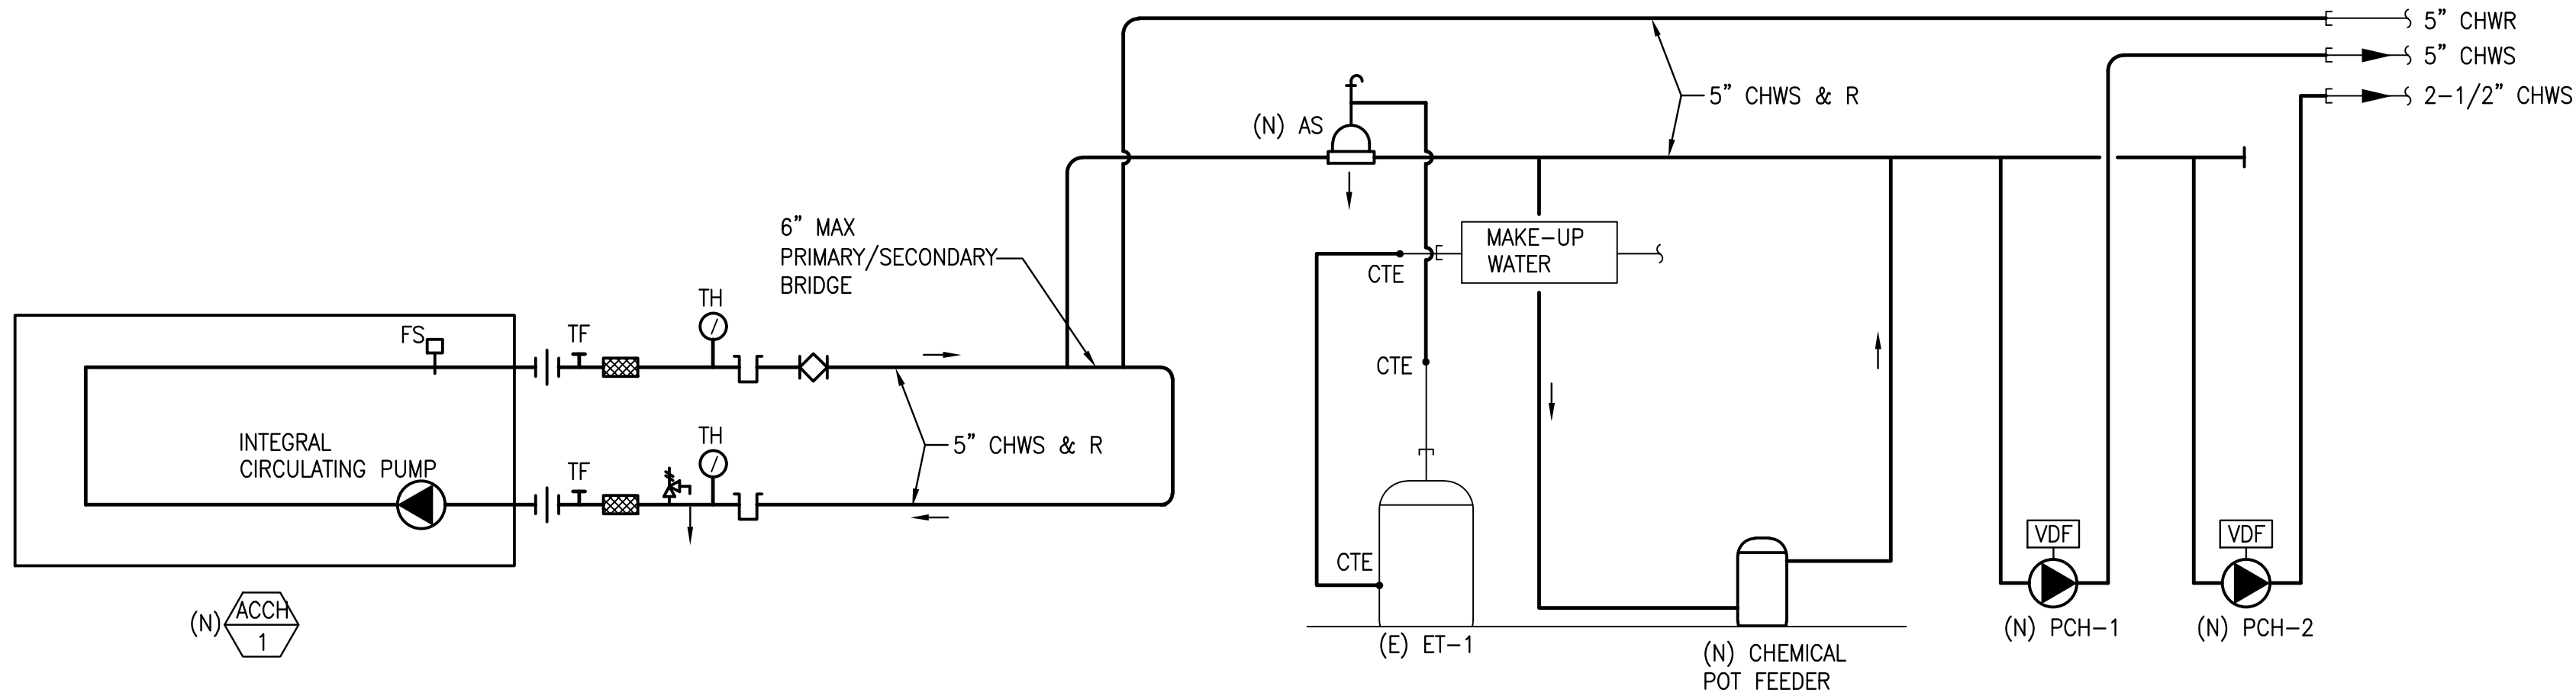 5" CHWR
5" CHWS
2-1/2" CHWS
5" CHWS & R
(N) AS
6" MAX
PRIMARY/SECONDARY
BRIDGE
MAKE-UP
WATER
CTE
TH
FS
TF
CTE
INTEGRAL
CIRCULATING PUMP
TH
TF
5" CHWS & R
CTE
VDF
VDF
(N)
ACCH
1
(E) ET-1
(N) CHEMICAL
POT FEEDER
(N) PCH-1
(N) PCH-2